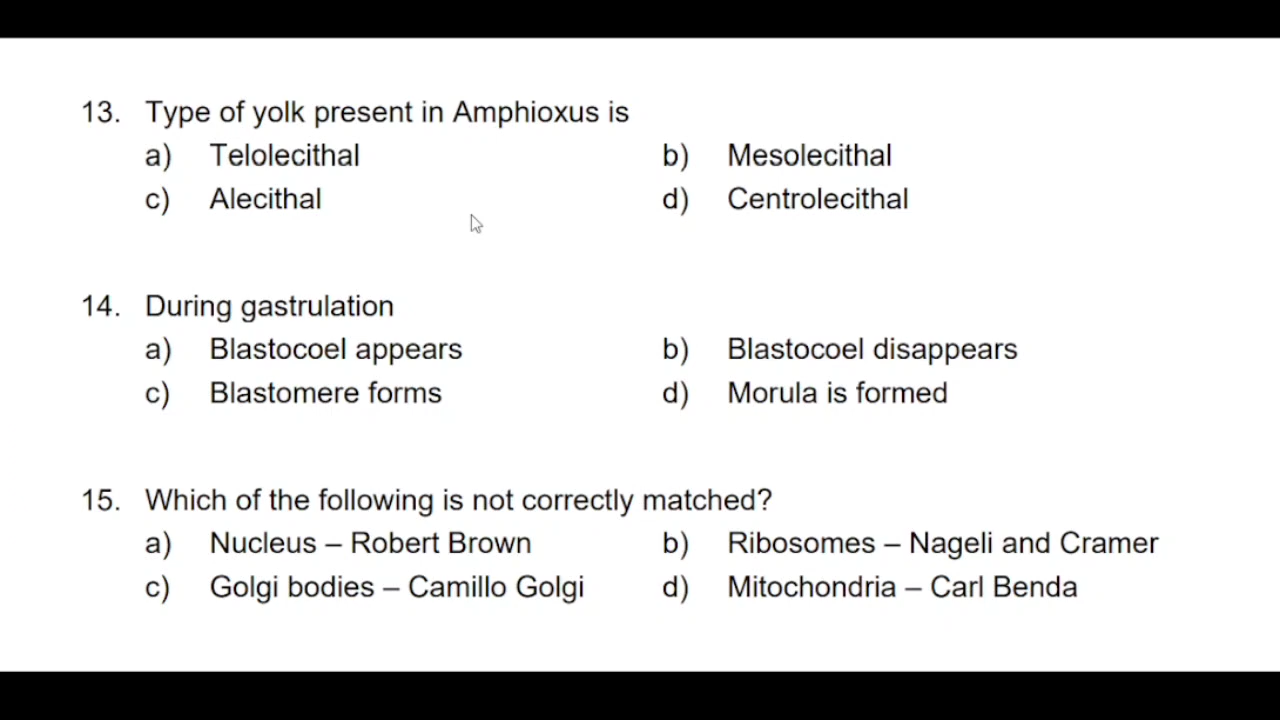 13. Type of yolk present in Amphioxus is
a) Telolecithal b) Mesolecithal
c) Alecithal d) Centrolecithal
14. During gastrulation
a) Blastocoel appears b) Blastocoel disappears
c) Blastomere forms d) Morula is formed
15. Which of the following is not correctly matched?
a) Nucleus – Robert Brown b) Ribosomes – Nageli and Cramer
c) Golgi bodies – Camillo Golgi d) Mitochondria – Carl Benda